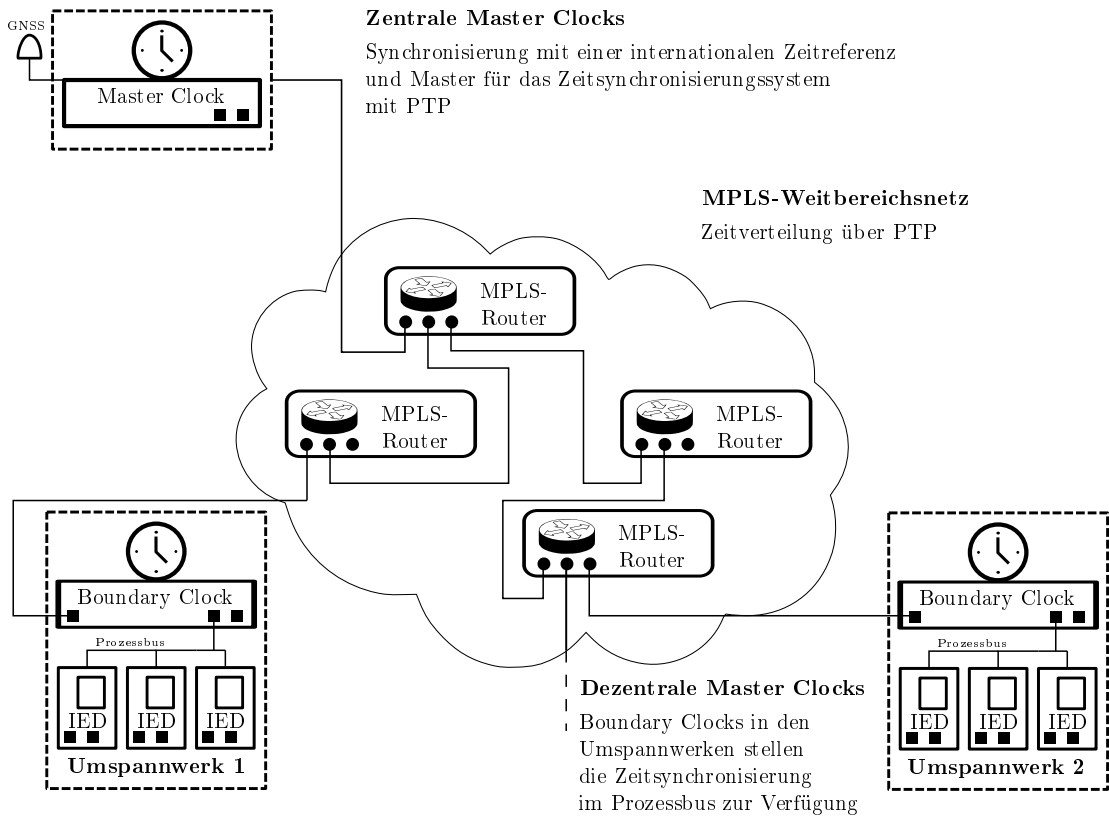 GNSS
Master Clock
Zentrale Master Clocks
Synchronisierung mit einer internationalen Zeitreferenz
und Master für das Zeitsynchronisierungssystem
mit PTP
MPLS-Weitbereichsnetz
Zeitverteilung über PTP
MPLS-
Router
MPLS-
Router
MPLS-
Router
MPLS-
Router
Boundary Clock
Prozessbus
IED
IED
IED
Umspannwerk 1
Dezentrale Master Clocks
Boundary Clocks in den
Umspannwerken stellen
die Zeitsynchronisierung
im Prozessbus zur Verfügung
Boundary Clock
Prozessbus
IED
IED
IED
Umspannwerk 2